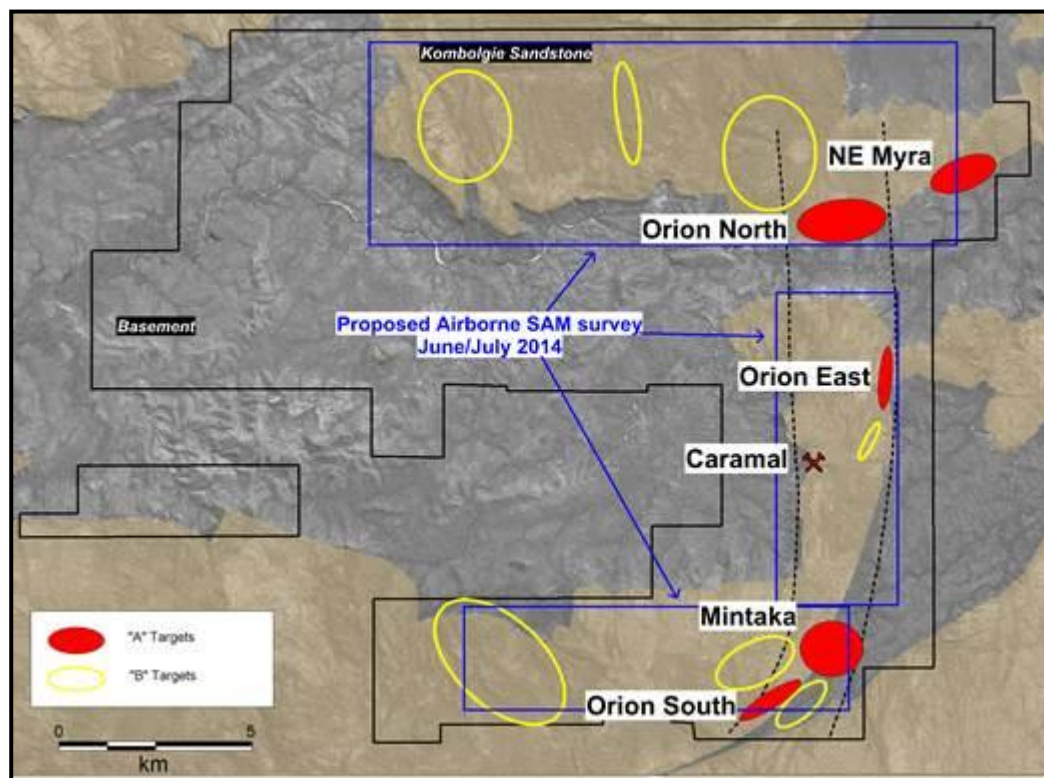 Kombolgie Sandstone
NE Myra
Orion North
Proposed Airborne SAM survey
June/July 2014
Basement
Orion East
Caramal
Mintaka
Orion South
"A" Targets
"B" Targets
0 5
km